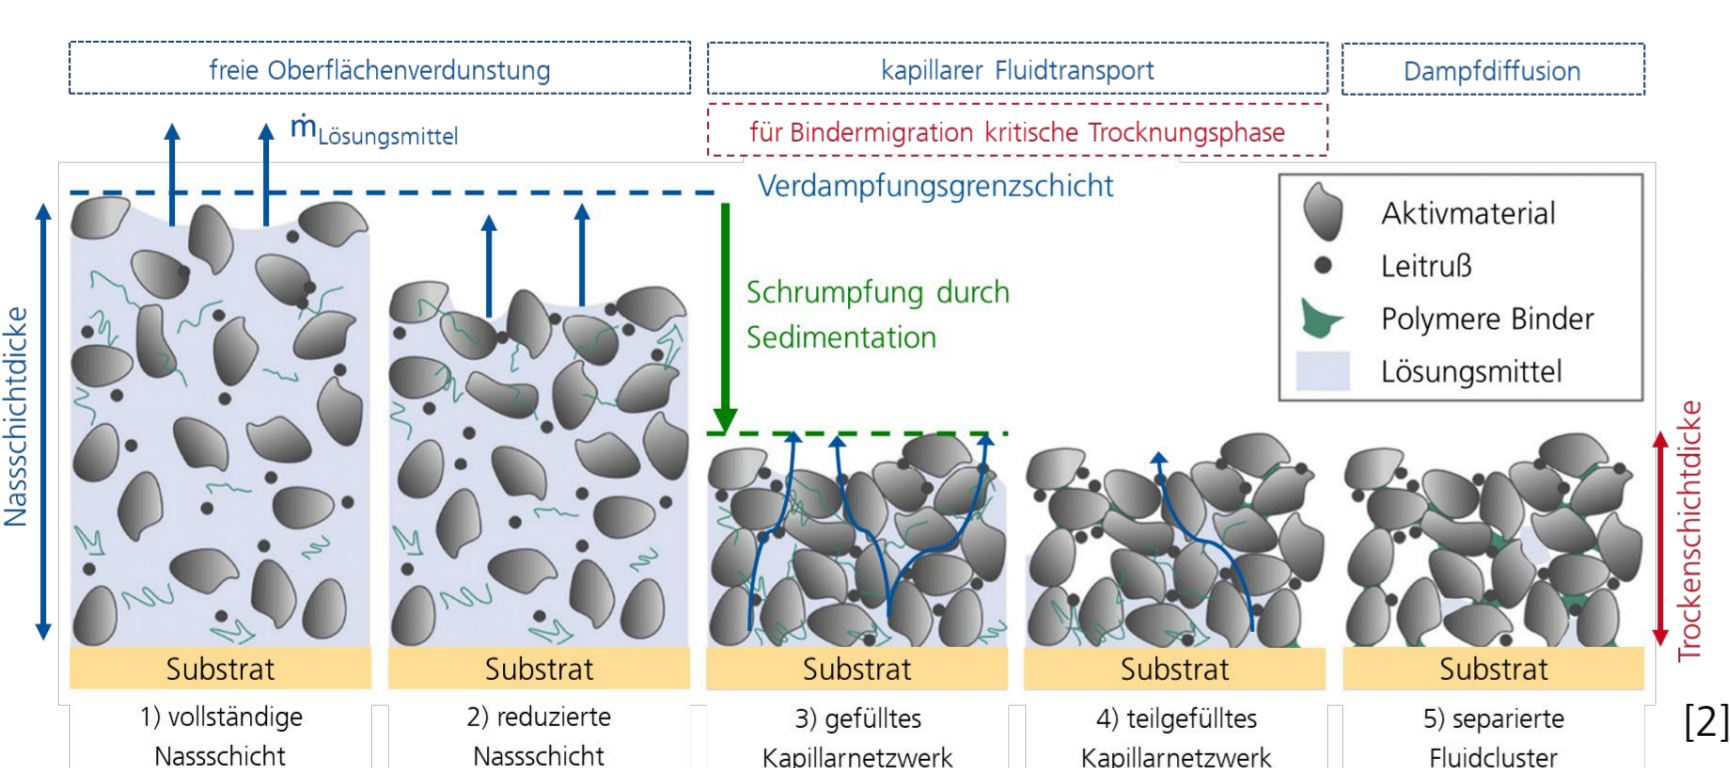 freie Oberflächenverdunstung
kapillarer Fluidtransport
Dampfdiffusion
für Bindermigration kritische Trocknungsphase
ṁLösungsmittel
Verdampfungsgrenzschicht
Aktivmaterial
Leitruß
Polymere Binder
Lösungsmittel
Schrumpfung durch
Sedimentation
Nassschichtdicke
Trockenschichtdicke
Substrat
Substrat
Substrat
Substrat
Substrat
1) vollständige
Nassschicht
2) reduzierte
Nassschicht
3) gefülltes
Kapillarnetzwerk
4) teilgefülltes
Kapillarnetzwerk
5) separierte
Fluidcluster
[2]